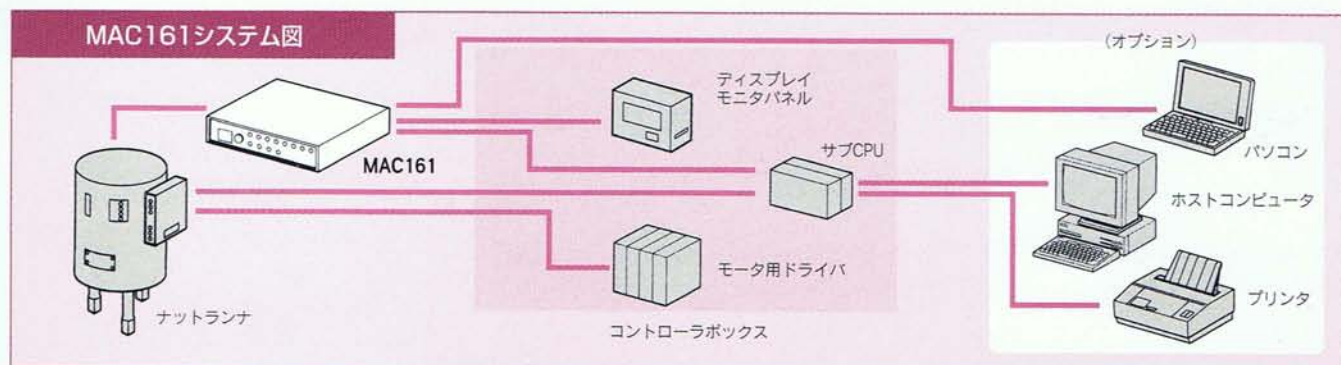 MAC161システム図
(オプション)
ディスプレイ
モニタパネル
MAC161
サブCPU
パソコン
ホストコンピュータ
モータ用ドライバ
プリンタ
ナットランナ
コントローラボックス